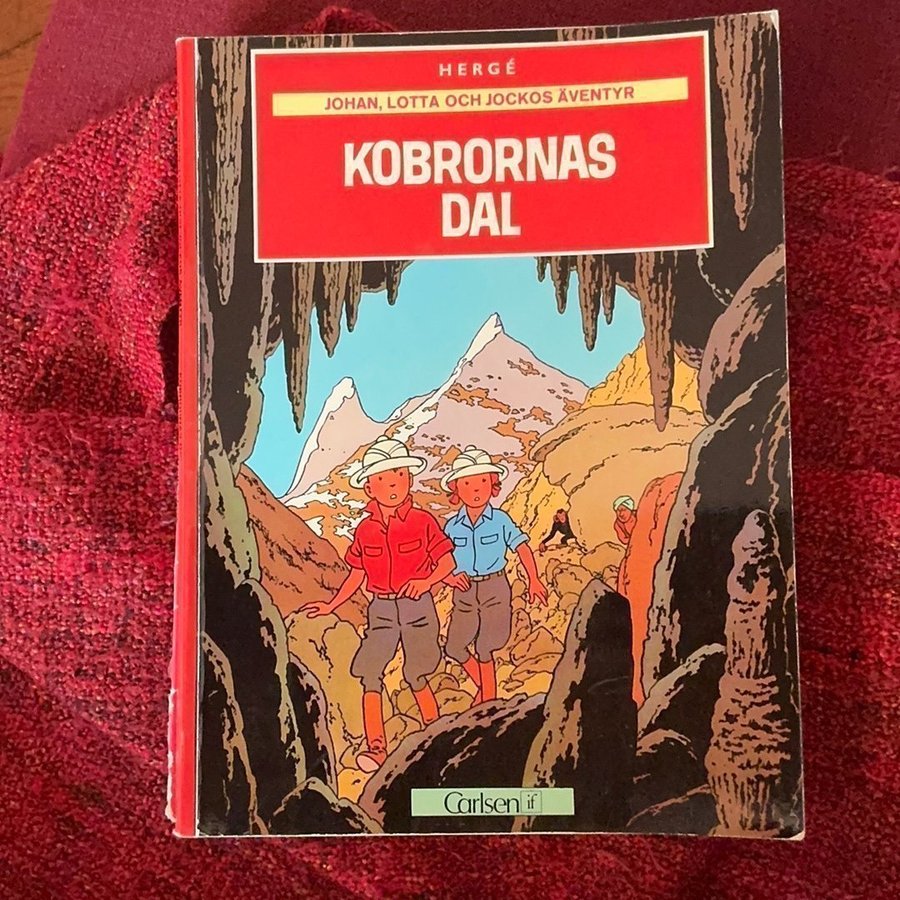 HERGÉ
JOHAN, LOTTA OCH JOCKOS ÄVENTYR
KOBRORNAS
DAL
Carlsen if